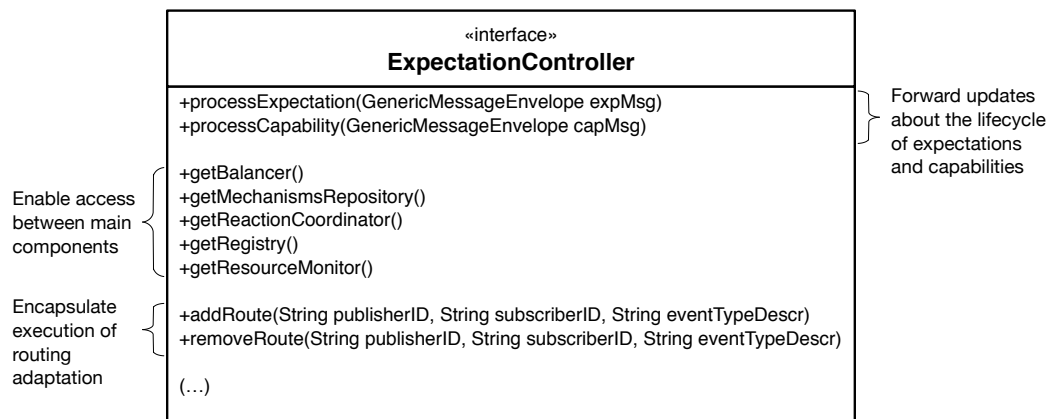 «interface»
ExpectationController
+processExpectation(GenericMessageEnvelope expMsg)
+processCapability(GenericMessageEnvelope capMsg)
Forward updates
about the lifecycle
of expectations
and capabilities
+getBalancer()
+getMechanismsRepository()
+getReactionCoordinator()
+getRegistry()
+getResourceMonitor()
Enable access
between main
components
+addRoute(String publisherID, String subscriberID, String eventTypeDescr)
+removeRoute(String publisherID, String subscriberID, String eventTypeDescr)
Encapsulate
execution of
routing
adaptation
(...)